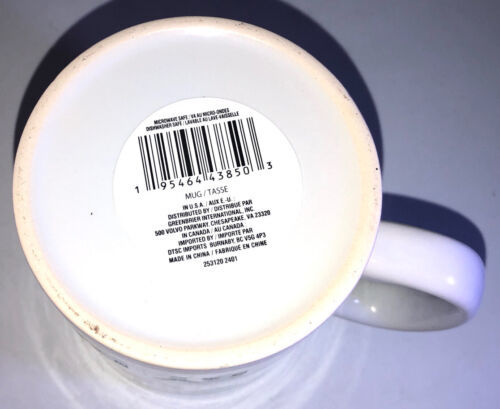 MICROWAVE SAFE / VA AU MICRO-ONDES
DISHWASHER SAFE / LAVABLE AU LAVE-VAISSELLE
1 95464 43850 3
MUG / TASSE
IN U.S.A. / AUX É.-U.:
DISTRIBUTED BY / DISTRIBUE PAR
GREENBRIER INTERNATIONAL, INC.
500 VOLVO PARKWAY, CHESAPEAKE, VA 23320
IN CANADA / AU CANADA
IMPORTED BY: / IMPORTE PAR
DTSC IMPORTS BURNABY, BC V5G 4P3
MADE IN CHINA / FABRIQUÉ EN CHINE
253120 2401